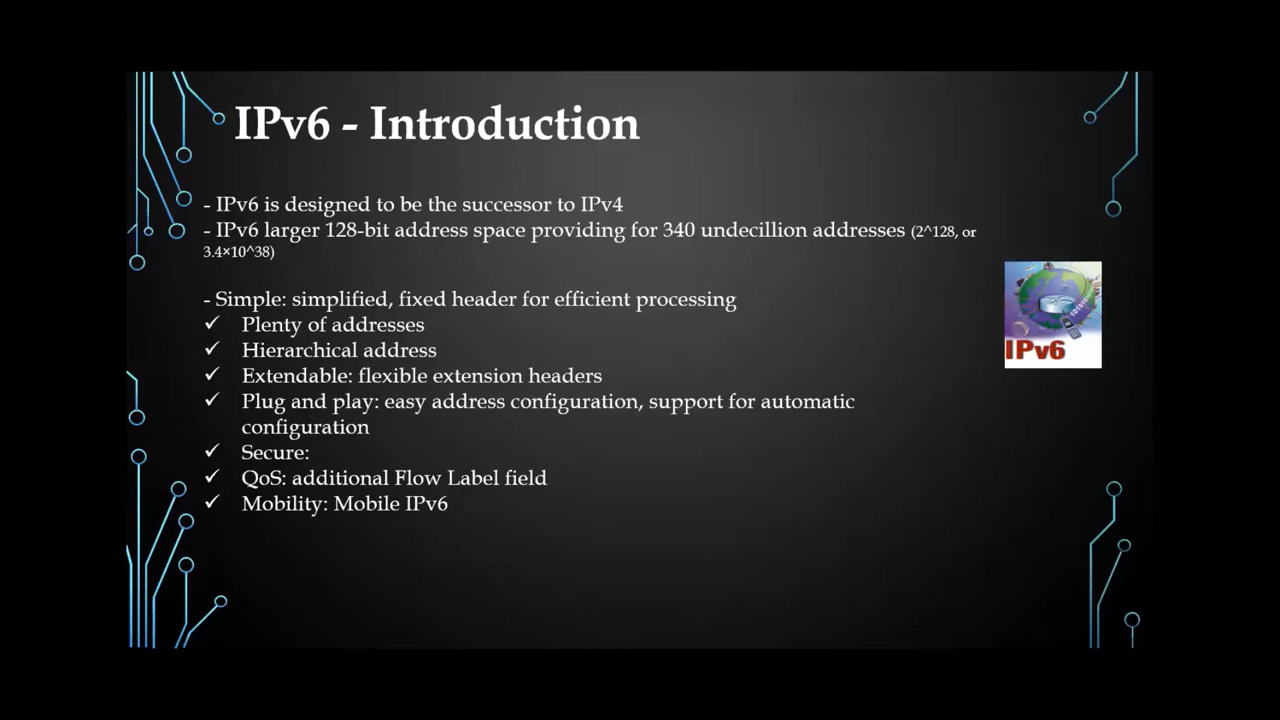 IPv6 - Introduction
- IPv6 is designed to be the successor to IPv4
- IPv6 larger 128-bit address space providing for 340 undecillion addresses (2^128, or
3.4×10^38)
- Simple: simplified, fixed header for efficient processing
✓ Plenty of addresses
✓ Hierarchical address
✓ Extendable: flexible extension headers
✓ Plug and play: easy address configuration, support for automatic
configuration
✓ Secure:
✓ QoS: additional Flow Label field
✓ Mobility: Mobile IPv6
IPv6